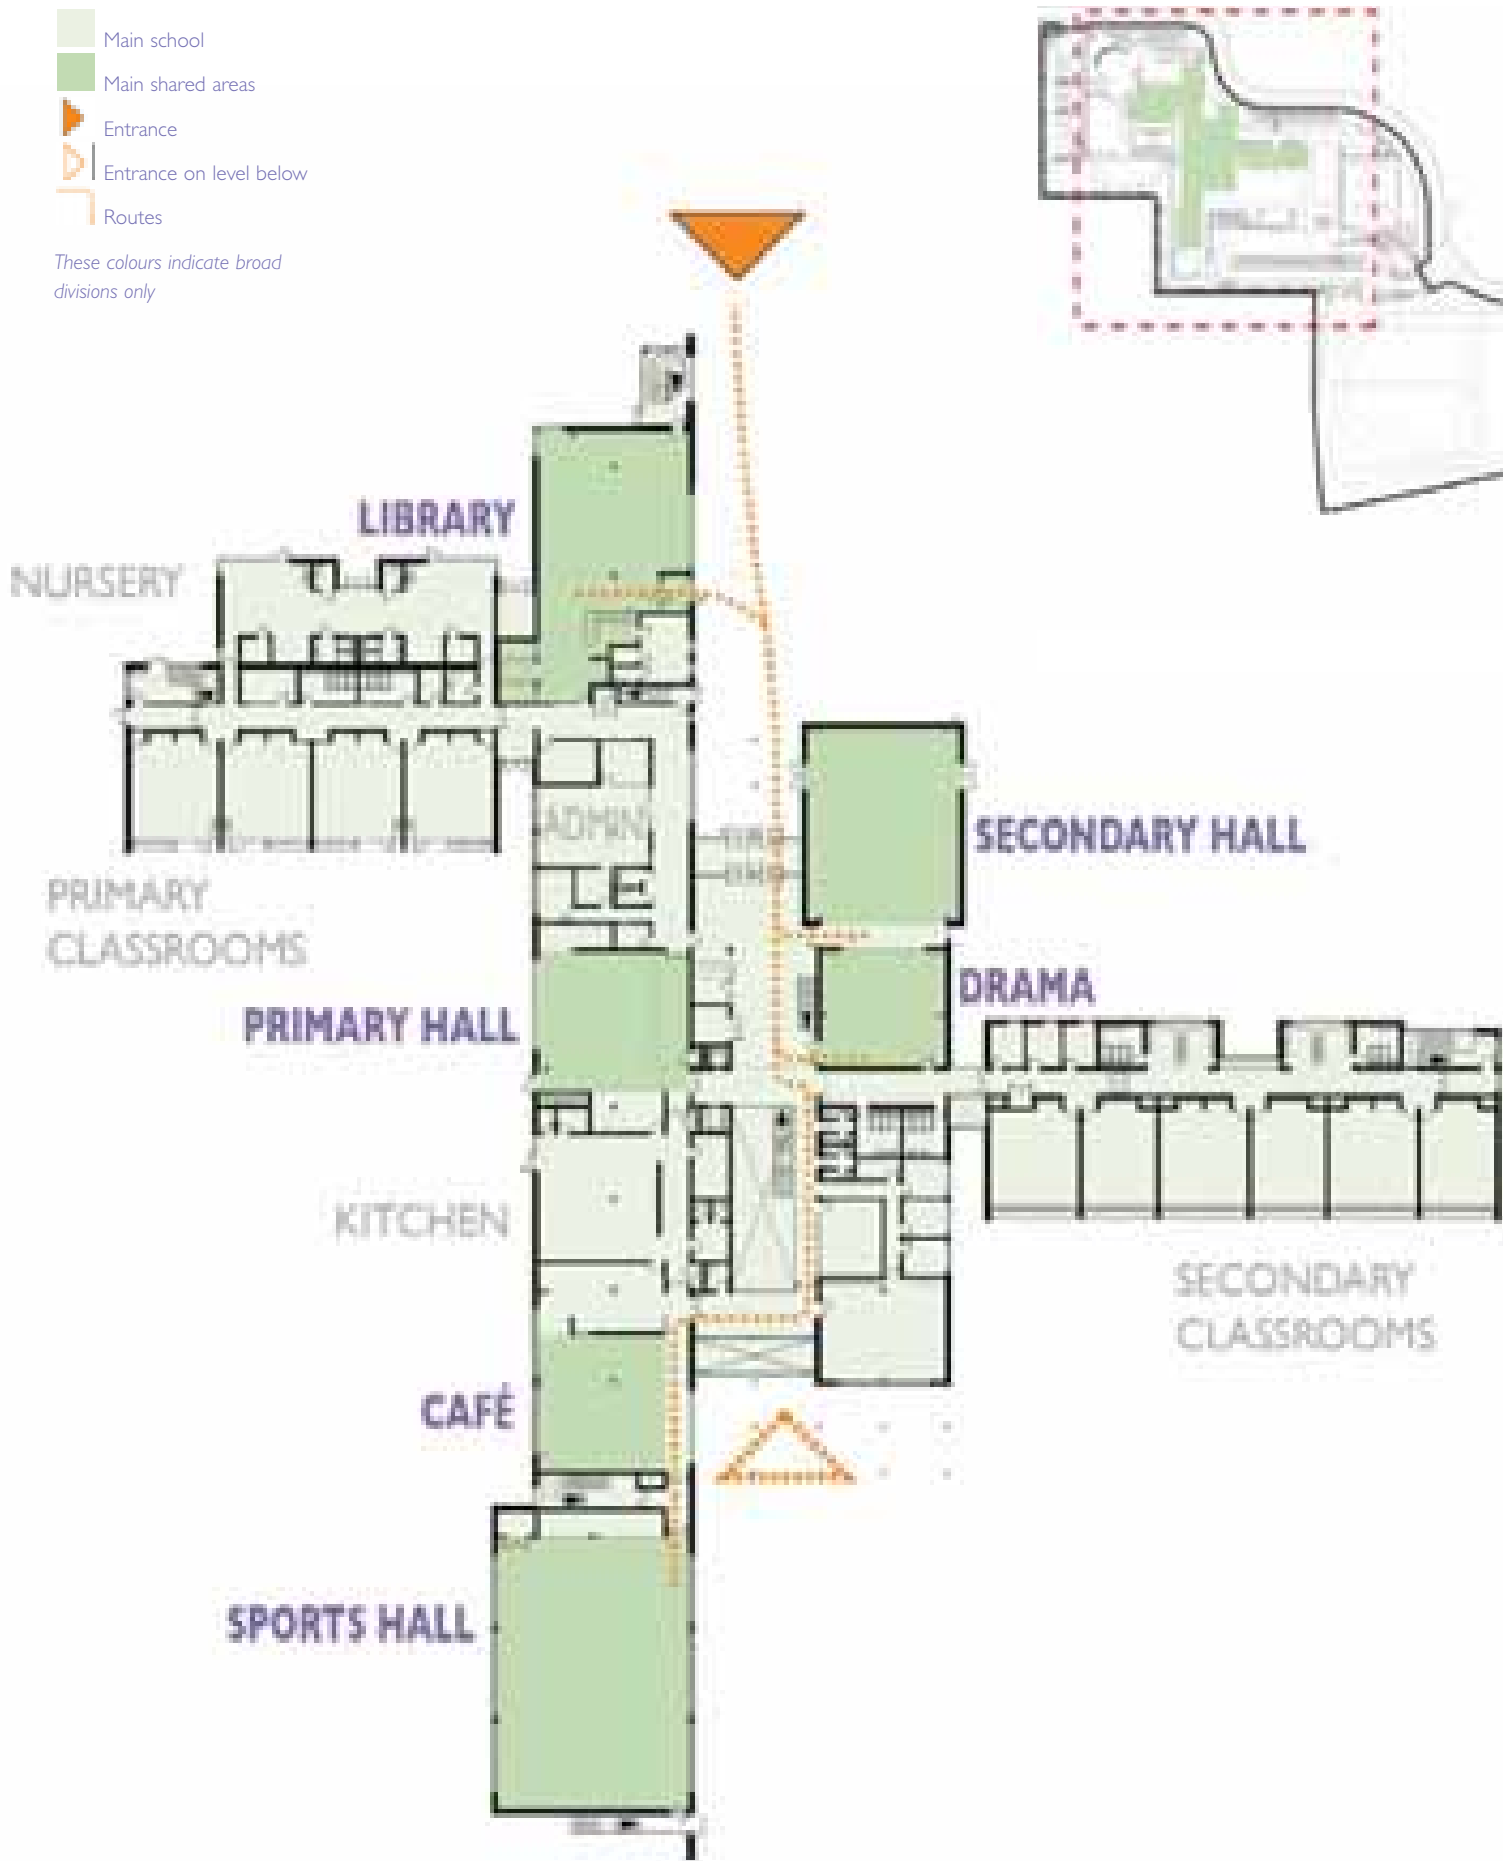 Main school
Main shared areas
Entrance
Entrance on level below
Routes
These colours indicate broad
divisions only
LIBRARY
NURSERY
ADMIN
SECONDARY HALL
PRIMARY
CLASSROOMS
DRAMA
PRIMARY HALL
KITCHEN
SECONDARY
CLASSROOMS
CAFÉ
SPORTS HALL